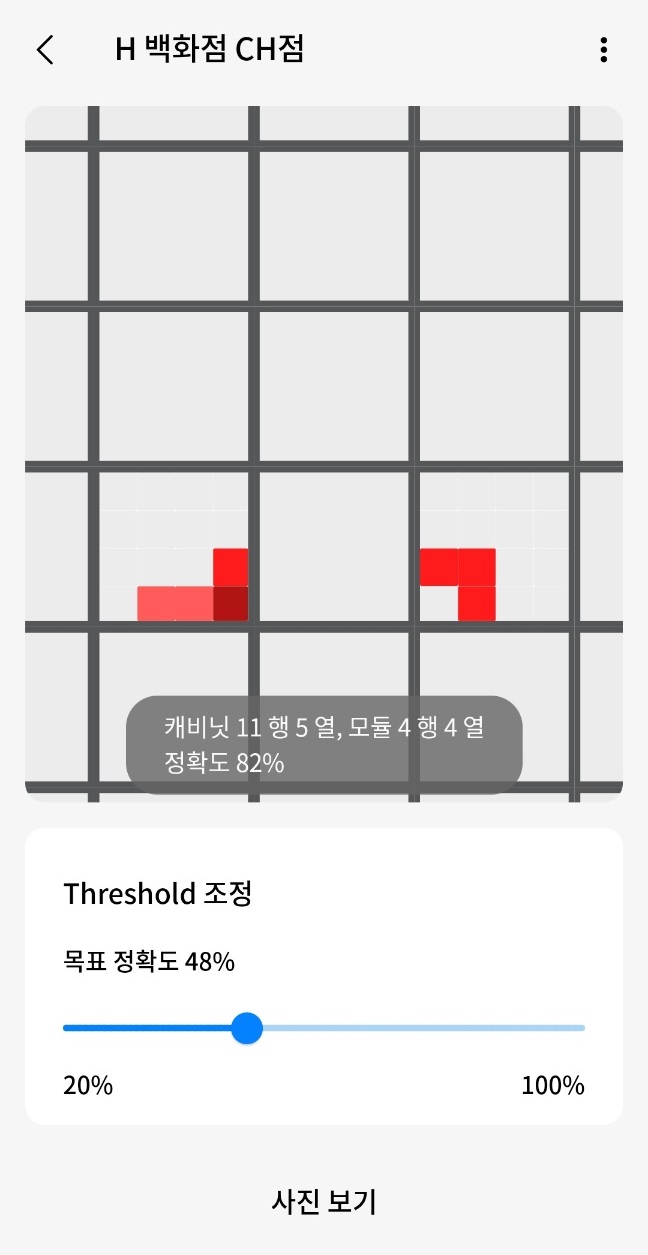 H 백화점 CH점
캐비닛 11 행 5 열, 모듈 4 행 4 열
정확도 82%
Threshold 조정
목표 정확도 48%
20% 100%
사진 보기